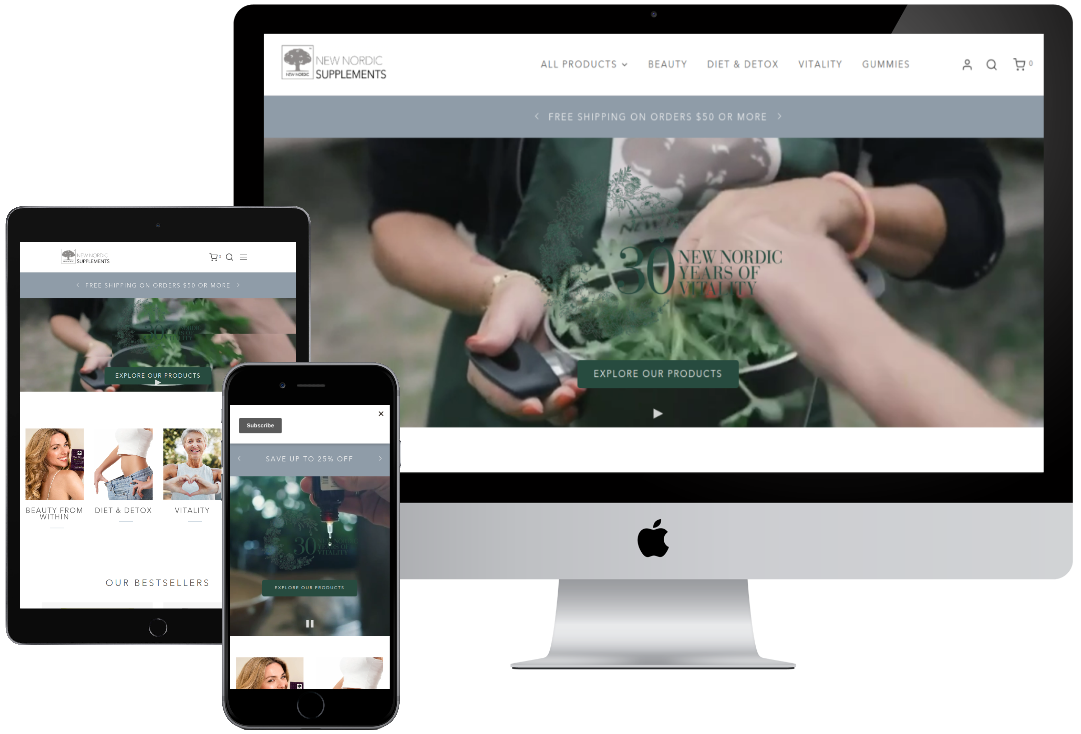 NEW NORDIC
NEW NORDIC
SUPPLEMENTS
ALL PRODUCTS
BEAUTY
DIET & DETOX
VITALITY
GUMMIES
0
FREE SHIPPING ON ORDERS $50 OR MORE
30
NEW NORDIC
YEARS OF
VITALITY
EXPLORE OUR PRODUCTS
NEW NORDIC
SUPPLEMENTS
FREE SHIPPING ON ORDERS $50 OR MORE
EXPLORE OUR PRODUCTS
BEAUTY FROM
WITHIN
DIET & DETOX
VITALITY
OUR BESTSELLERS
Subscribe
SAVE UP TO 25% OFF
30
VITALITY
EXPLORE OUR PRODUCTS